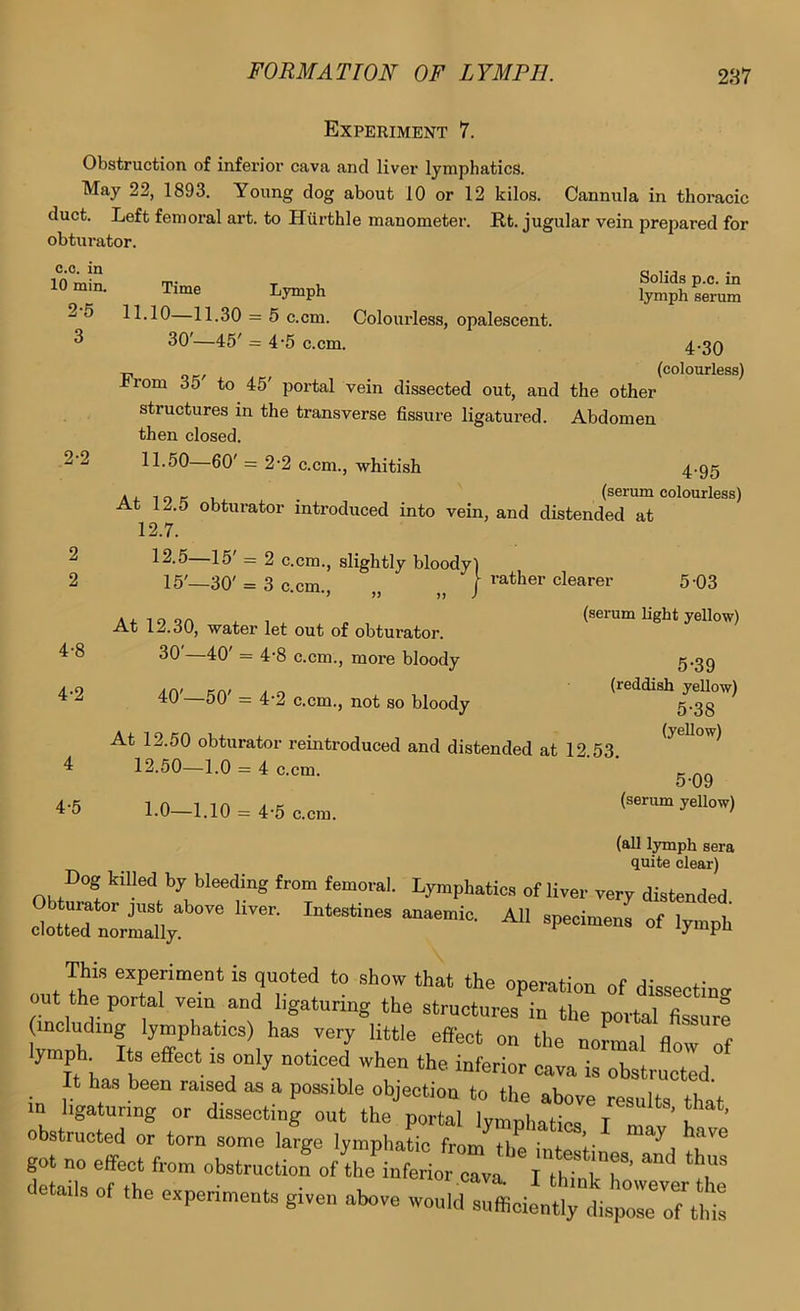 FORMATION OF LYMPH. 237
EXPERIMENT 7.
Obstruction of inferior cava and liver lymphatics.
May 22, 1893. Young dog about 10 or 12 kilos. Cannula in thoracic
duct. Left femoral art. to Hürthle manometer. Rt. jugular vein prepared for
obturator.
c.c. in
10 min. Time Lymph Solids p.c. in
lymph serum
2·5 11.10—11.30 = 5 c.cm. Colourless, opalescent.
3 30'—45' = 4·5 c.cm. 4·30
(colourless)
From 35' to 45' portal vein dissected out, and the other
structures in the transverse fissure ligatured. Abdomen
then closed.
2·2 11.50—60' = 2·2 c.cm., whitish 4·95
(serum colourless)
At 12.5 obturator introduced into vein, and distended at
12.7.
2 12.5—15' = 2 c.cm., slightly bloody}
2 15'—30' = 3 c.cm., „ „ } rather clearer 5·03
(serum light yellow)
At 12.30, water let out of obturator.
4·8 30'—40' = 4·8 c.cm., more bloody 5·39
(reddish yellow)
4·2 40'—50' = 4·2 c.cm., not so bloody 5·38
(yellow)
At 12.50 obturator reintroduced and distended at 12.53.
4 12.50—1.0 = 4 c.cm. 5·09
4·5 1.0—1.10 = 4·5 c.cm. (serum yellow)
(all lymph sera
quite clear)
Dog killed by bleeding from femoral. Lymphatics of liver very distended.
Obturator just above liver. Intestines anaemic. All specimens of lymph
clotted normally.
This experiment is quoted to show that the operation of dissecting
out the portal vein and ligaturing the structures in the portal fissure
(including lymphatics) has very little effect on the normal flow of
lymph. Its effect is only noticed when the inferior cava is obstructed.
It has been raised as a possible objection to the above results, that,
in ligaturing or dissecting out the portal lymphatics, I may have
obstructed or torn some large lymphatic from the intestines, and thus
got no effect from obstruction of the inferior cava. I think however the
details of the experiments given above would sufficiently dispose of this